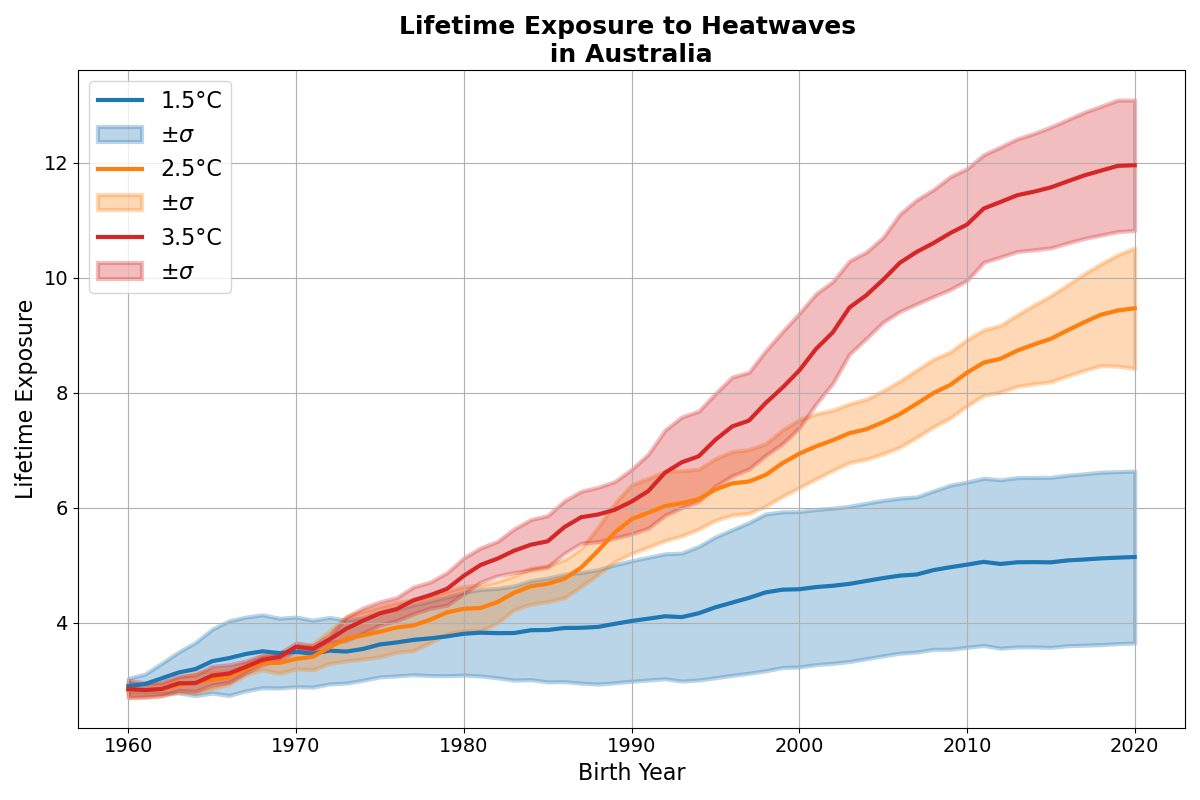 Lifetime Exposure to Heatwaves
in Australia
1.5°C
±σ
2.5°C
±σ
3.5°C
±σ
Lifetime Exposure
12
10
8
6
4
1960 1970 1980 1990 2000 2010 2020
Birth Year